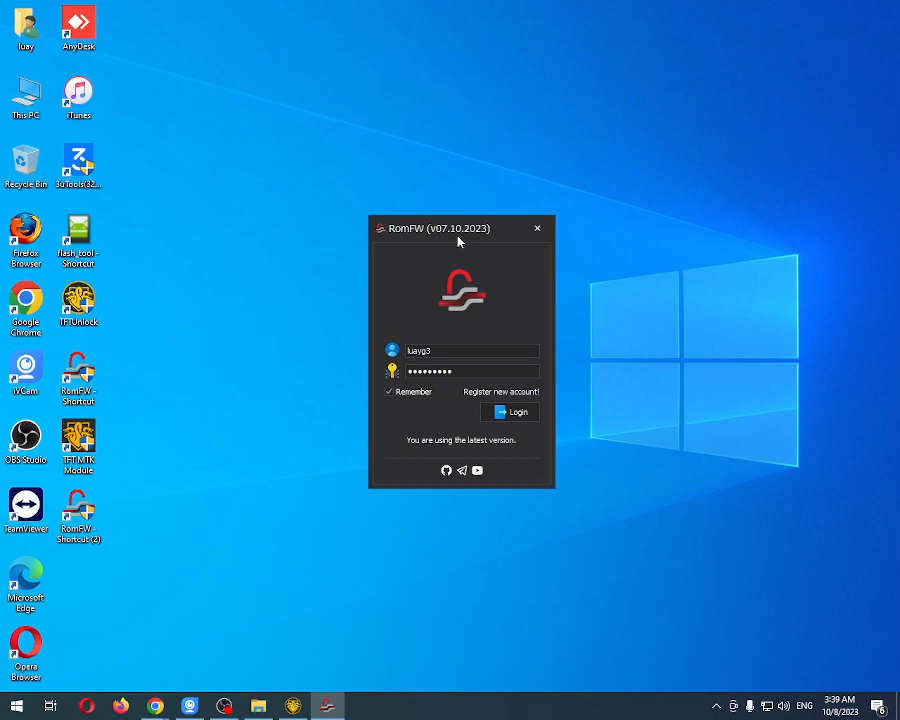 luay
AnyDesk
This PC
iTunes
Recycle Bin
3uTools(32...
Firefox
Browser
flash_tool -
Shortcut
Google
Chrome
TFTUnlock
iVCam
RomFW -
Shortcut
OBS Studio
TFT MTK
Module
TeamViewer
RomFW -
Shortcut (2)
Microsoft
Edge
Opera
Browser
RomFW (v07.10.2023)
luayg3
Remember
Register new account!
Login
You are using the latest version.
ENG
3:39 AM
10/8/2023
6